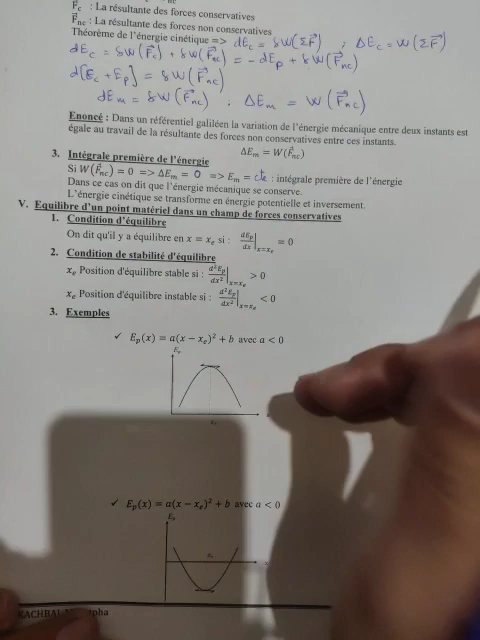 F⃗c : La résultante des forces conservatives
F⃗nc : La résultante des forces non conservatives
Théorème de l'énergie cinétique => dEc = δW(ΣF⃗) ; ΔEc = W(ΣF⃗)
dEc = δW(F⃗c) + δW(F⃗nc) = -dEp + δW(F⃗nc)
d[Ec + Ep] = δW(F⃗nc)
dEm = δW(F⃗nc) ; ΔEm = W(F⃗nc)
Enoncé : Dans un référentiel galiléen la variation de l'énergie mécanique entre deux instants est
égale au travail de la résultante des forces non conservatives entre ces instants.
ΔEm = W(F⃗nc)
3. Intégrale première de l'énergie
Si W(F⃗nc) = 0 => ΔEm = 0 => Em = cte : intégrale première de l'énergie
Dans ce cas on dit que l'énergie mécanique se conserve.
L'énergie cinétique se transforme en énergie potentielle et inversement.
V. Equilibre d'un point matériel dans un champ de forces conservatives
1. Condition d'équilibre
On dit qu'il y a équilibre en x = xe si : dEp/dx|x=xe = 0
2. Condition de stabilité d'équilibre
xe Position d'équilibre stable si : d²Ep/dx²|x=xe > 0
xe Position d'équilibre instable si : d²Ep/dx²|x=xe < 0
3. Exemples
✓ Ep(x) = a(x − xe)² + b avec a < 0
Ep
xe
✓ Ep(x) = a(x − xe)² + b avec a < 0
Ep
xe